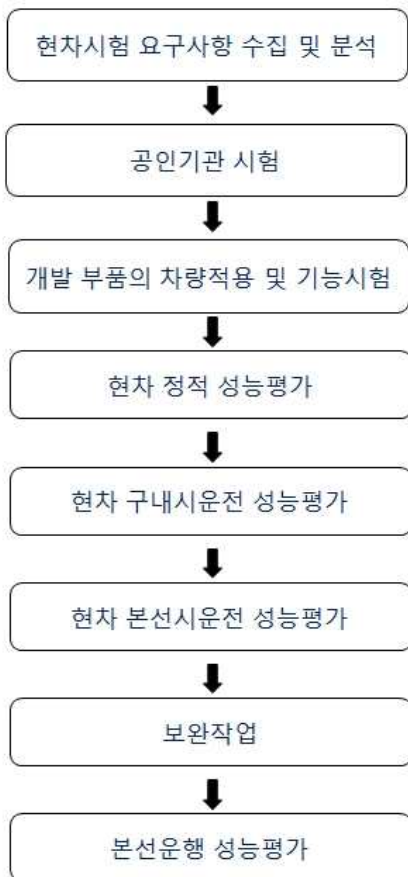 현차시험 요구사항 수집 및 분석
공인기관 시험
개발 부품의 차량적용 및 기능시험
현차 정적 성능평가
현차 구내시운전 성능평가
현차 본선시운전 성능평가
보완작업
본선운행 성능평가